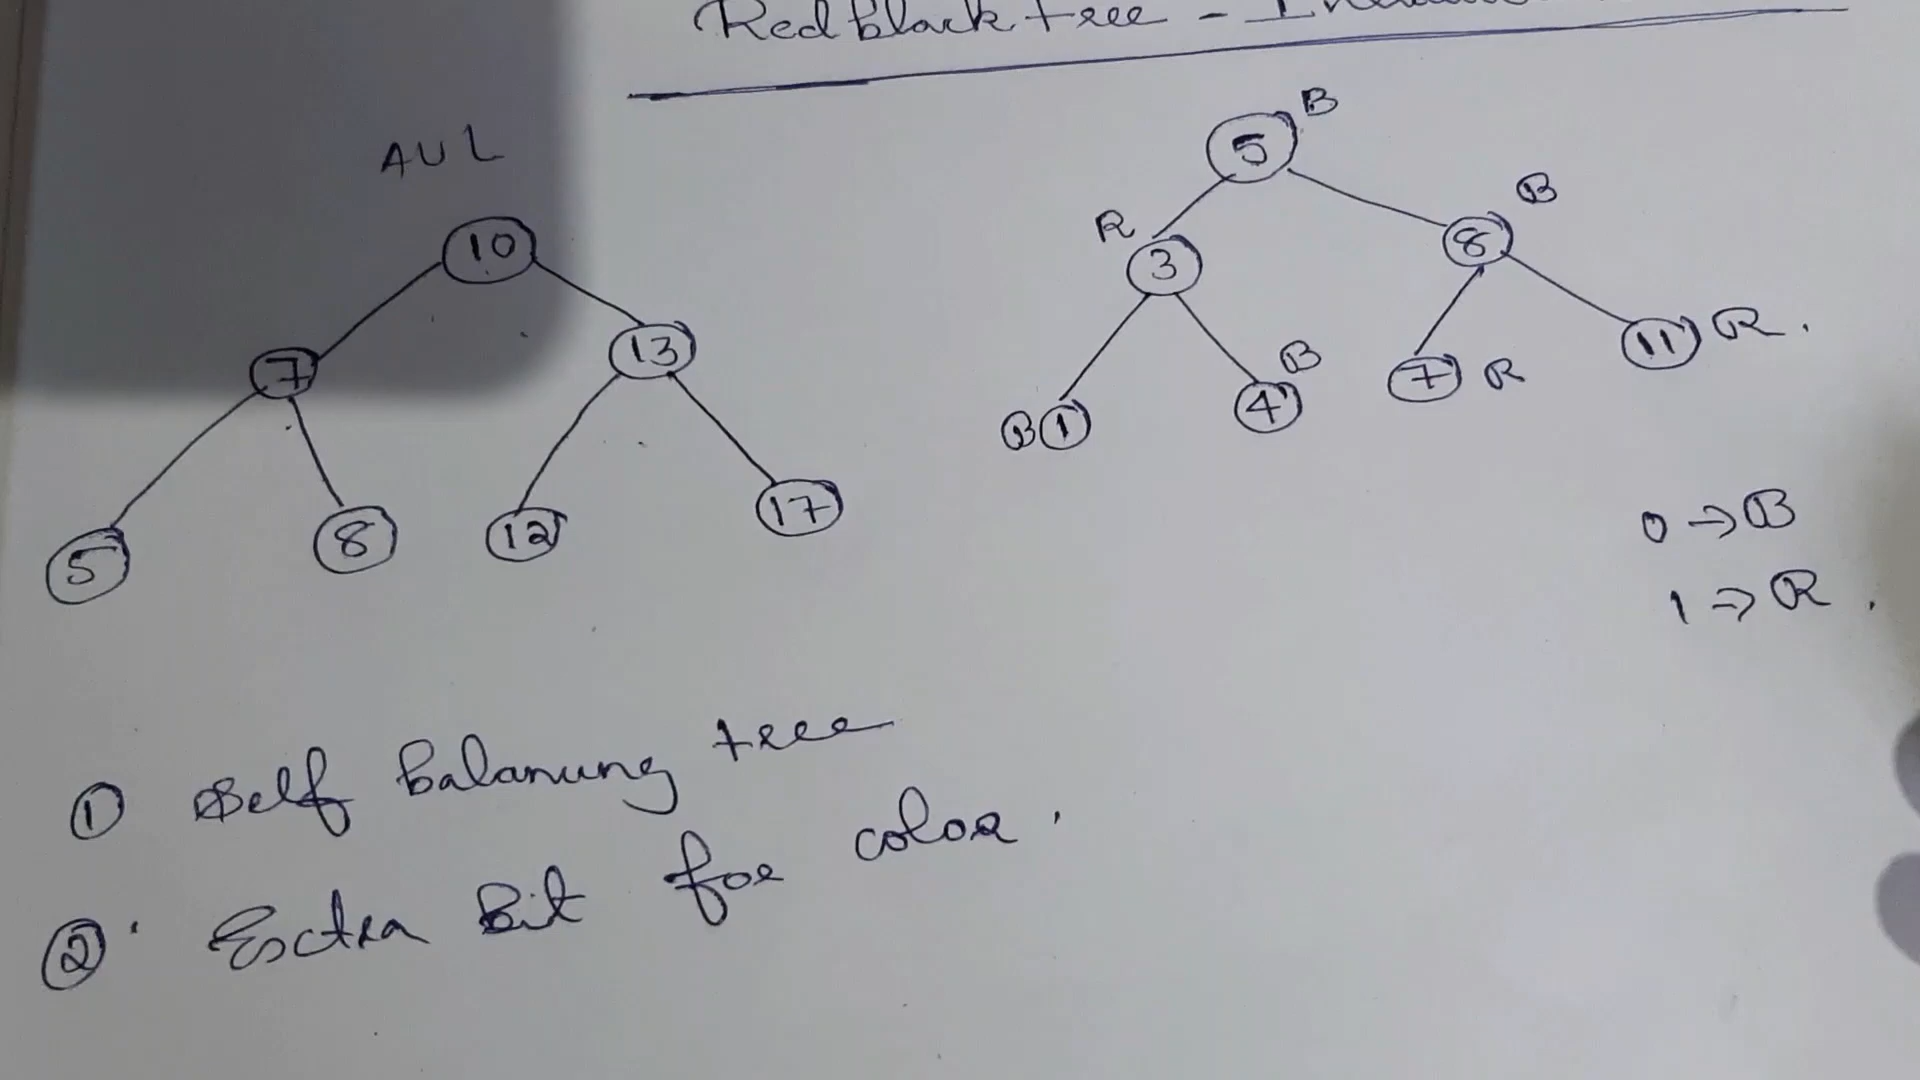 Red black tree -
AVL
10
7 13
5 8 12 17
5 B
R 3 8 B
B 1 4 B 7 R 11 R.
0 → B
1 → R.
① Self balancing tree
② Extra bit for color.